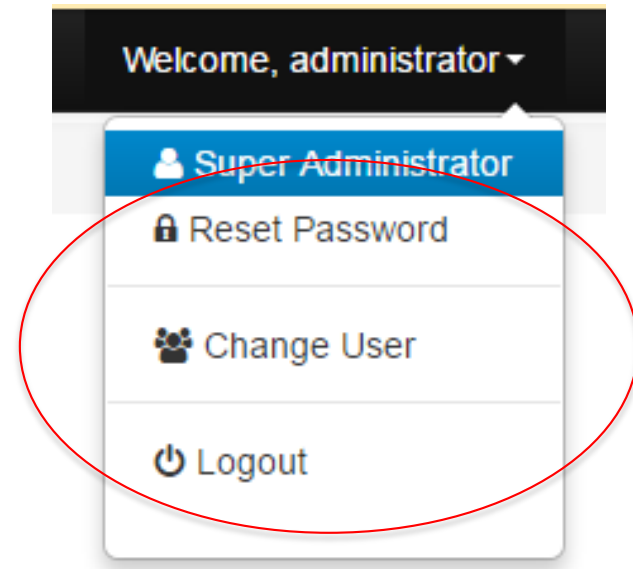 Welcome, administrator
Super Administrator
Reset Password
Change User
Logout